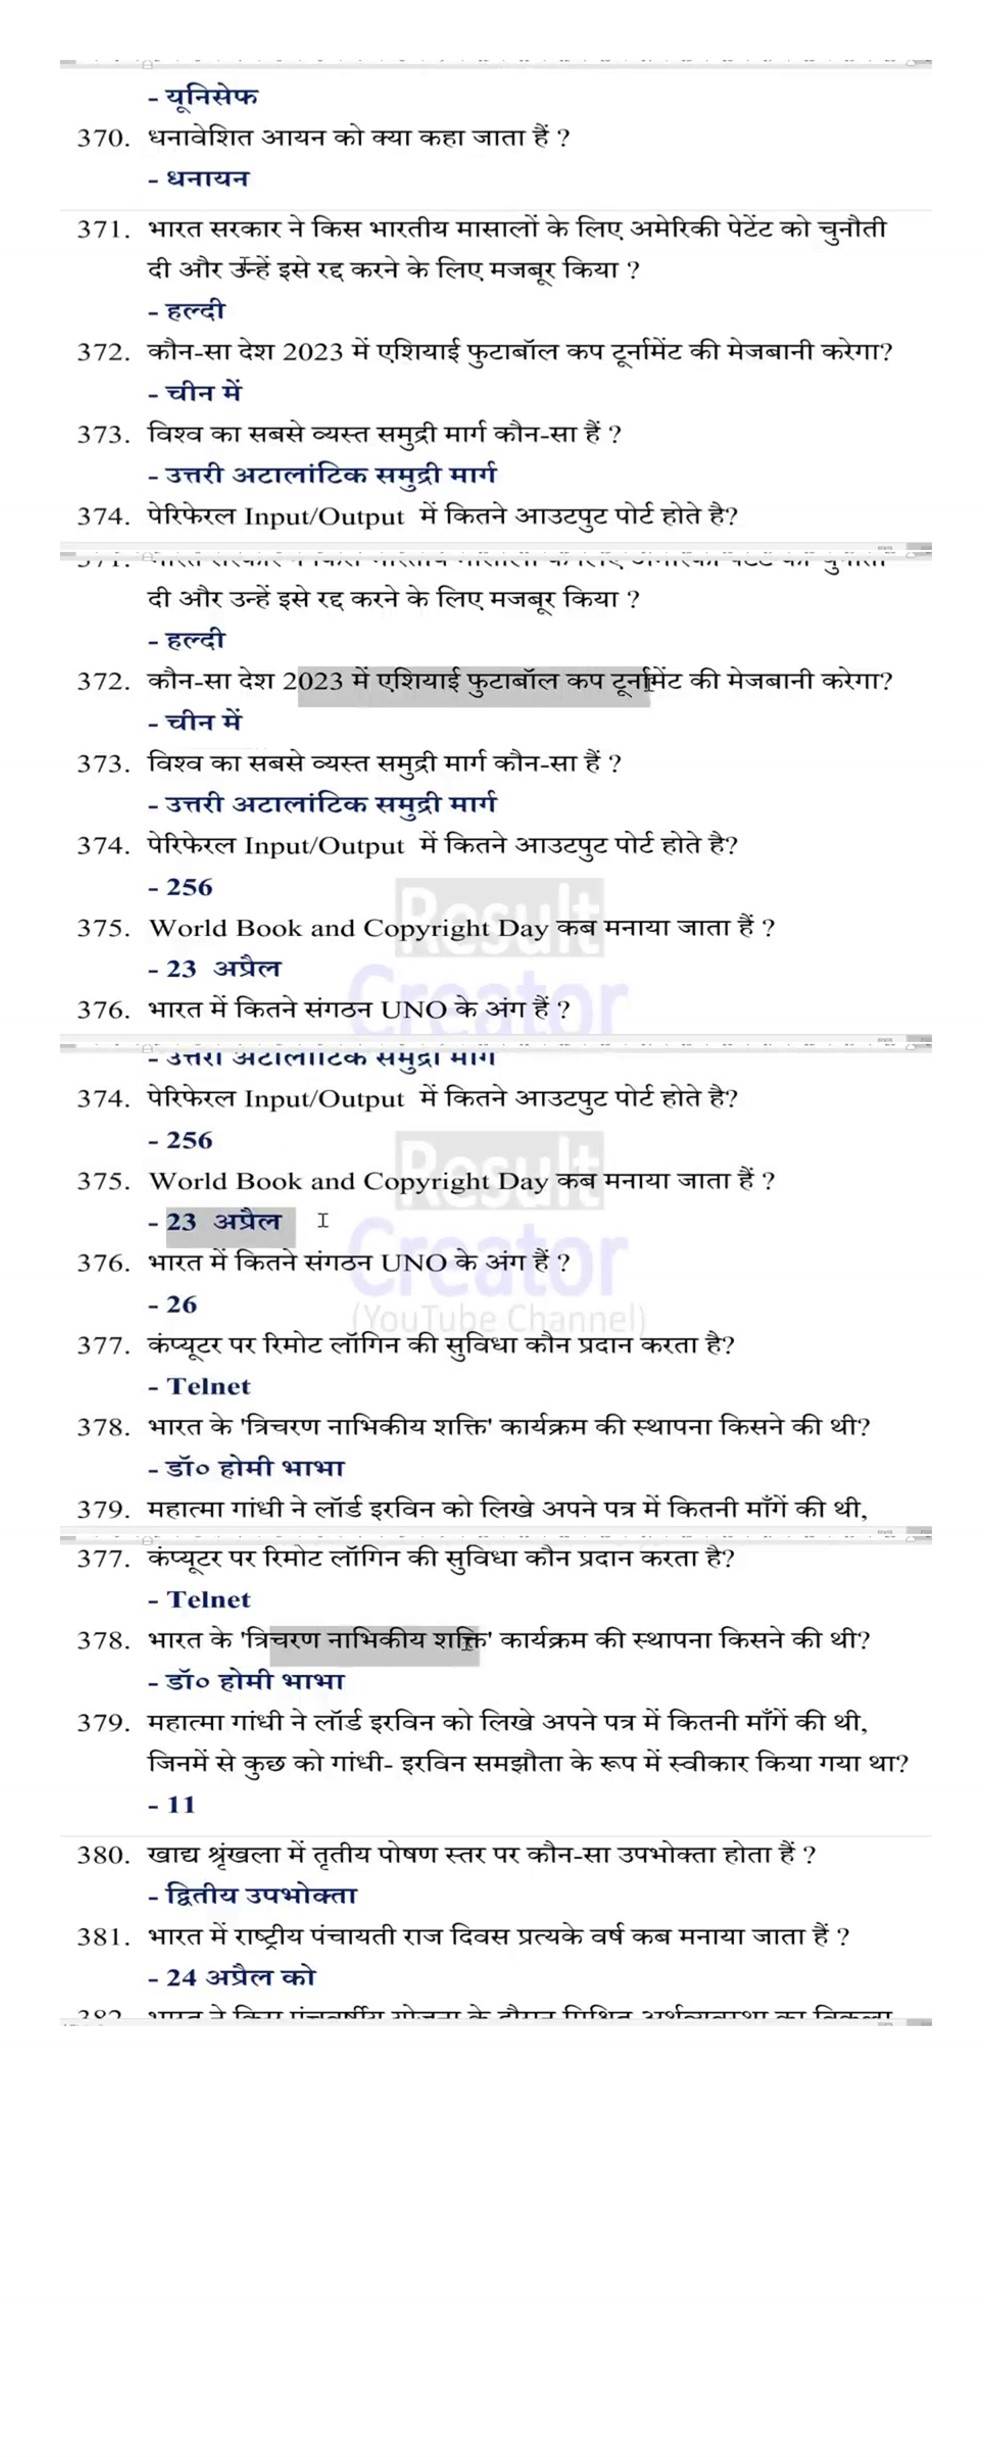 - यूनिसेफ
370. धनावेशित आयन को क्या कहा जाता हैं ?
- धनायन
371. भारत सरकार ने किस भारतीय मासालों के लिए अमेरिकी पेटेंट को चुनौती
दी और उन्हें इसे रद्द करने के लिए मजबूर किया ?
- हल्दी
372. कौन-सा देश 2023 में एशियाई फुटाबॉल कप टूर्नामेंट की मेजबानी करेगा?
- चीन में
373. विश्व का सबसे व्यस्त समुद्री मार्ग कौन-सा हैं ?
- उत्तरी अटालांटिक समुद्री मार्ग
374. पेरिफेरल Input/Output में कितने आउटपुट पोर्ट होते है?
दी और उन्हें इसे रद्द करने के लिए मजबूर किया ?
- हल्दी
372. कौन-सा देश 2023 में एशियाई फुटाबॉल कप टूर्नामेंट की मेजबानी करेगा?
- चीन में
373. विश्व का सबसे व्यस्त समुद्री मार्ग कौन-सा हैं ?
- उत्तरी अटालांटिक समुद्री मार्ग
374. पेरिफेरल Input/Output में कितने आउटपुट पोर्ट होते है?
- 256
Result
375. World Book and Copyright Day कब मनाया जाता हैं ?
- 23 अप्रैल
Creator
376. भारत में कितने संगठन UNO के अंग हैं ?
- उत्तरी अटालांटिक समुद्री मार्ग
374. पेरिफेरल Input/Output में कितने आउटपुट पोर्ट होते है?
- 256
Result
375. World Book and Copyright Day कब मनाया जाता हैं ?
- 23 अप्रैल
Creator
376. भारत में कितने संगठन UNO के अंग हैं ?
- 26
(YouTube Channel)
377. कंप्यूटर पर रिमोट लॉगिन की सुविधा कौन प्रदान करता है?
- Telnet
378. भारत के 'त्रिचरण नाभिकीय शक्ति' कार्यक्रम की स्थापना किसने की थी?
- डॉ० होमी भाभा
379. महात्मा गांधी ने लॉर्ड इरविन को लिखे अपने पत्र में कितनी माँगें की थी,
377. कंप्यूटर पर रिमोट लॉगिन की सुविधा कौन प्रदान करता है?
- Telnet
378. भारत के 'त्रिचरण नाभिकीय शक्ति' कार्यक्रम की स्थापना किसने की थी?
- डॉ० होमी भाभा
379. महात्मा गांधी ने लॉर्ड इरविन को लिखे अपने पत्र में कितनी माँगें की थी,
जिनमें से कुछ को गांधी- इरविन समझौता के रूप में स्वीकार किया गया था?
- 11
380. खाद्य श्रृंखला में तृतीय पोषण स्तर पर कौन-सा उपभोक्ता होता हैं ?
- द्वितीय उपभोक्ता
381. भारत में राष्ट्रीय पंचायती राज दिवस प्रत्यके वर्ष कब मनाया जाता हैं ?
- 24 अप्रैल को